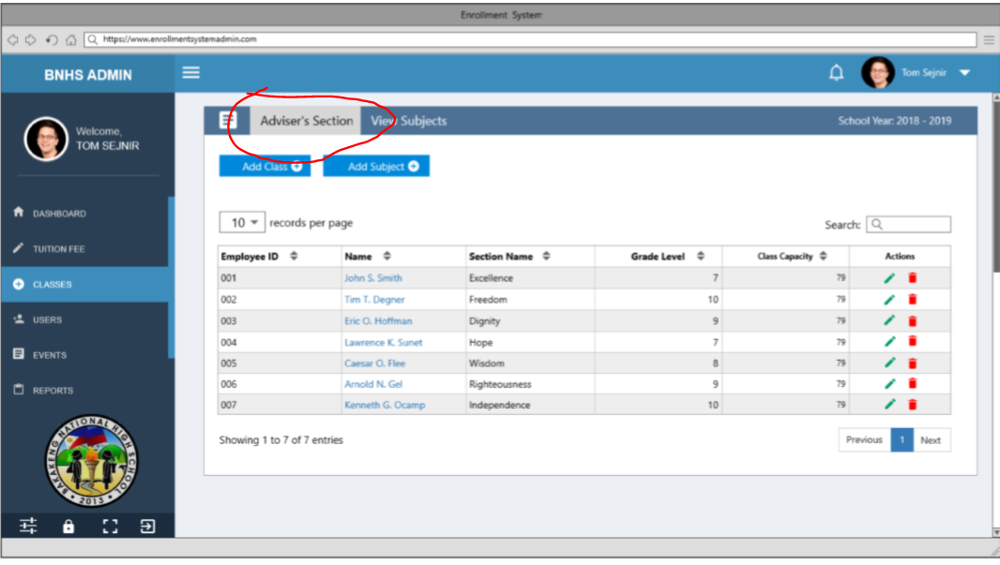 Enrollment System
https://www.enrollmentsystemadmin.com
BNHS ADMIN
Tom Sejnir
Welcome,
TOM SEJNIR
DASHBOARD
TUITION FEE
CLASSES
USERS
EVENTS
REPORTS
BAKAKENG NATIONAL HIGH SCHOOL
2013
Adviser's Section View Subjects School Year: 2018 - 2019
Add Class Add Subject
10 records per page Search:
Employee ID Name Section Name Grade Level Class Capacity Actions
001 John S. Smith Excellence 7 79
002 Tim T. Degner Freedom 10 79
003 Eric O. Hoffman Dignity 9 79
004 Lawrence K. Sunet Hope 7 79
005 Caesar O. Flee Wisdom 8 79
006 Arnold N. Gel Righteousness 9 79
007 Kenneth G. Ocamp Independence 10 79
Showing 1 to 7 of 7 entries Previous 1 Next